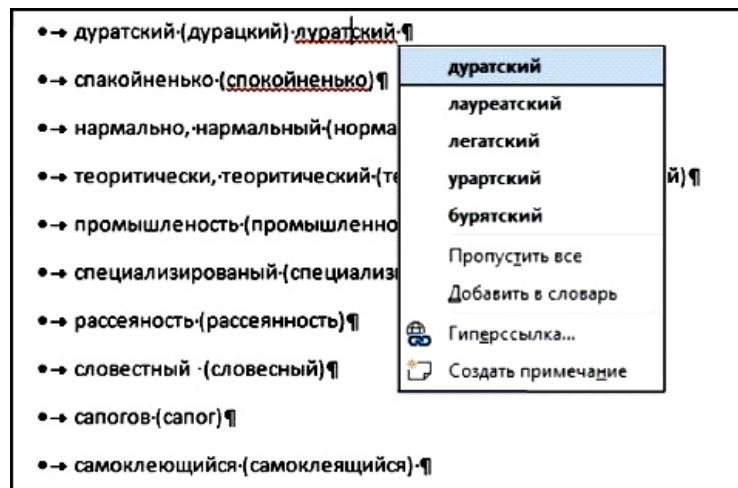 •→ дуратский·(дурацкий)·луратский·¶
•→ спакойненько·(спокойненько)¶
•→ нармально,·нармальный·(норма
•→ теоритически,·теоритический·(те й)¶
•→ промышленость·(промышленно
•→ специализированый·(специализи
•→ рассеяность·(рассеянность)¶
•→ словестный ·(словесный)¶
•→ сапогов·(сапог)¶
•→ самоклеющийся·(самоклеящийся)·¶
дуратский
лауреатский
легатский
урартский
бурятский
Пропустить все
Добавить в словарь
Гиперссылка...
Создать примечание